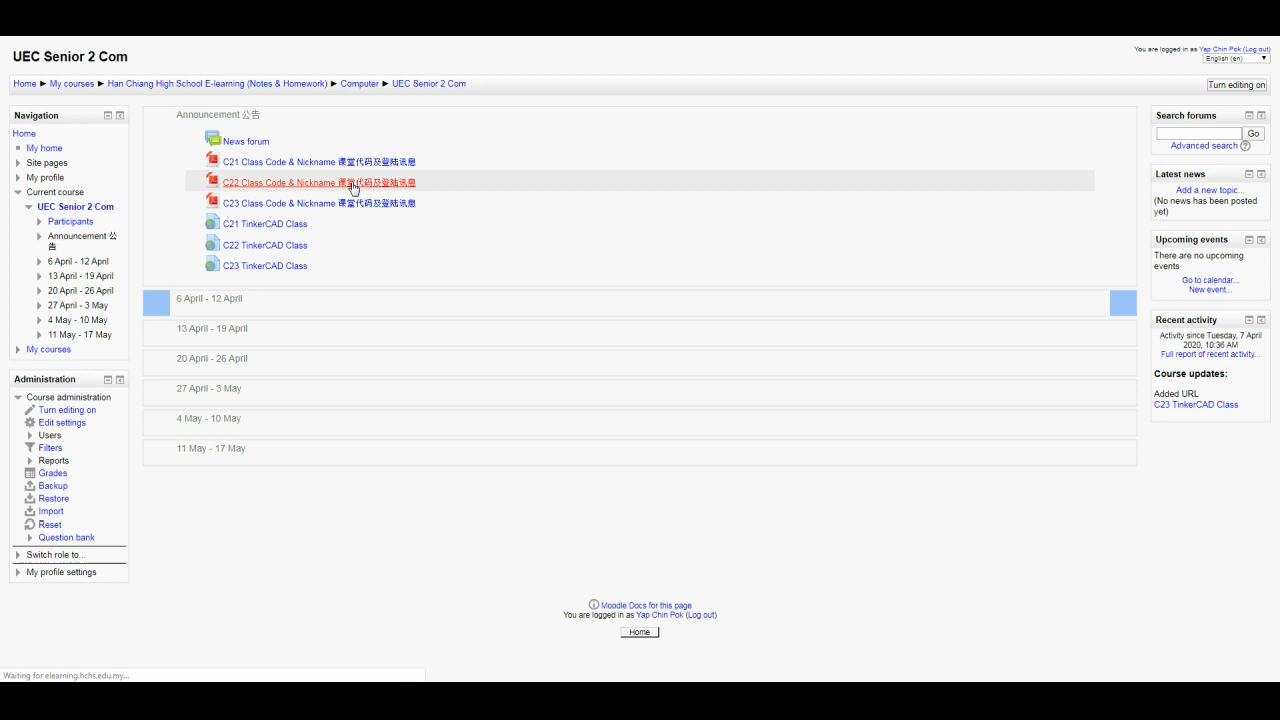 UEC Senior 2 Com
You are logged in as Yap Chin Pok (Log out)
English (en)
Home ► My courses ► Han Chiang High School E-learning (Notes & Homework) ► Computer ► UEC Senior 2 Com
Turn editing on
Navigation
Home
My home
Site pages
My profile
Current course
UEC Senior 2 Com
Participants
Announcement 公
告
6 April - 12 April
13 April - 19 April
20 April - 26 April
27 April - 3 May
4 May - 10 May
11 May - 17 May
My courses
Administration
Course administration
Turn editing on
Edit settings
Users
Filters
Reports
Grades
Backup
Restore
Import
Reset
Question bank
Switch role to...
My profile settings
Announcement 公告
News forum
C21 Class Code & Nickname 课堂代码及登陆讯息
C22 Class Code & Nickname 课堂代码及登陆讯息
C23 Class Code & Nickname 课堂代码及登陆讯息
C21 TinkerCAD Class
C22 TinkerCAD Class
C23 TinkerCAD Class
6 April - 12 April
13 April - 19 April
20 April - 26 April
27 April - 3 May
4 May - 10 May
11 May - 17 May
Search forums
Go
Advanced search
Latest news
Add a new topic...
(No news has been posted
yet)
Upcoming events
There are no upcoming
events
Go to calendar...
New event...
Recent activity
Activity since Tuesday, 7 April
2020, 10:36 AM
Full report of recent activity...
Course updates:
Added URL
C23 TinkerCAD Class
Moodle Docs for this page
You are logged in as Yap Chin Pok (Log out)
Home
Waiting for elearning.hchs.edu.my...